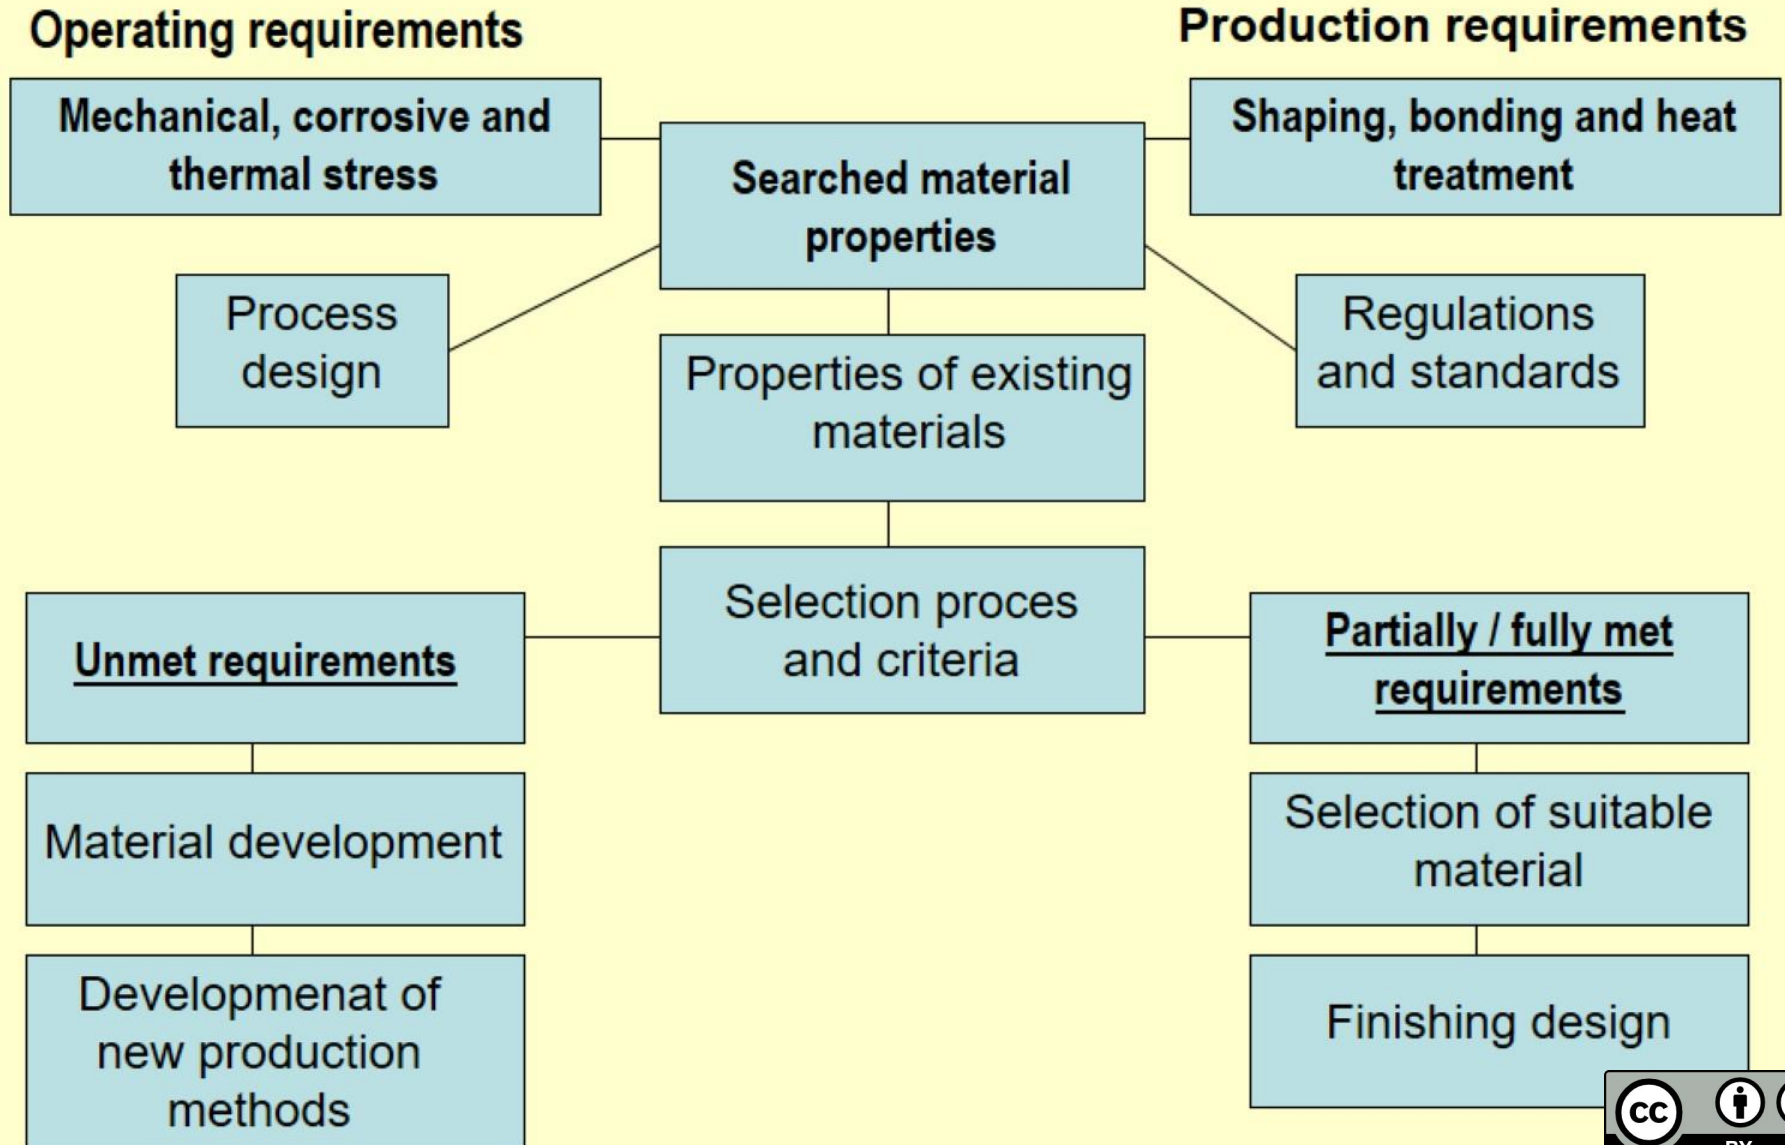 Operating requirements
Production requirements
Mechanical, corrosive and
thermal stress
Searched material
properties
Shaping, bonding and heat
treatment
Process
design
Properties of existing
materials
Regulations
and standards
Unmet requirements
Selection proces
and criteria
Partially / fully met
requirements
Material development
Selection of suitable
material
Developmenat of
new production
methods
Finishing design
cc
BY